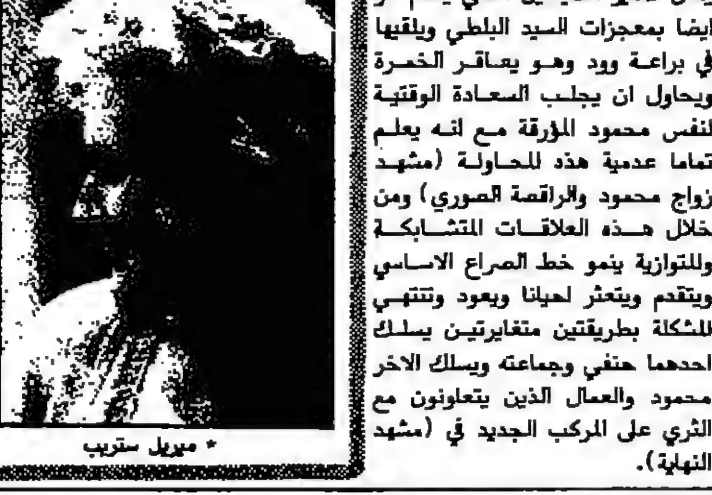 ايضا بمعجزات السيد البلطي ويلقيها
في براعة وود وهو يعاقر الخمرة
ويحاول ان يجلب السعادة الوقتية
لنفس محمود المؤرقة مع انه يعلم
تماما عدمية هذه المحاولة (مشهد
زواج محمود والراقصة الصوري) ومن
خلال هذه العلاقات المتشابكة
والمتوازية ينمو خط الصراع الاساسي
ويتقدم ويتعثر احيانا ويعود وتنتهي
المشكلة بطريقتين متغايرتين يسلك
احدهما حنفي وجماعته ويسلك الاخر
محمود والعمال الذين يتعاونون مع
الثري على المركب الجديد في (مشهد
النهاية).
* ميريل ستريب